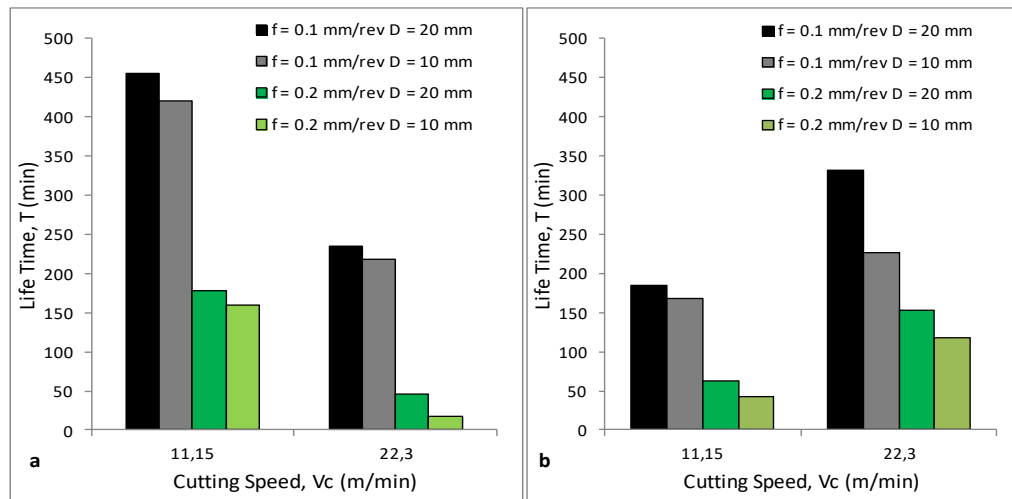 f = 0.1 mm/rev D = 20 mm
f = 0.1 mm/rev D = 10 mm
f = 0.2 mm/rev D = 20 mm
f = 0.2 mm/rev D = 10 mm
500
450
400
350
300
250
200
150
100
50
0
Life Time, T (min)
11,15
22,3
a
Cutting Speed, Vc (m/min)
f = 0.1 mm/rev D = 20 mm
f = 0.1 mm/rev D = 10 mm
f = 0.2 mm/rev D = 20 mm
f = 0.2 mm/rev D = 10 mm
500
450
400
350
300
250
200
150
100
50
0
Life Time, T (min)
11,15
22,3
b
Cutting Speed, Vc (m/min)